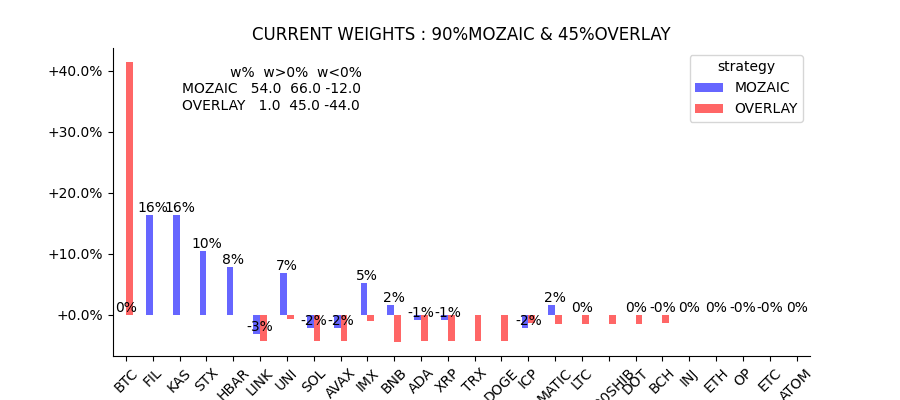 CURRENT WEIGHTS : 90%MOZAIC & 45%OVERLAY
w% w>0% w<0%
MOZAIC 54.0 66.0 -12.0
OVERLAY 1.0 45.0 -44.0
strategy
MOZAIC
OVERLAY
+40.0%
+30.0%
+20.0%
+10.0%
+0.0%
0% 16% 16% 10% 8% -3% 7% -2% -2% 5% 2% -1% -1% -2% 2% 0% 0% -0% 0% 0% -0% -0% 0%
BTC FIL KAS STX HBAR LINK UNI SOL AVAX IMX BNB ADA XRP TRX DOGE ICP MATIC LTC 00SHIB DOT BCH INJ ETH OP ETC ATOM